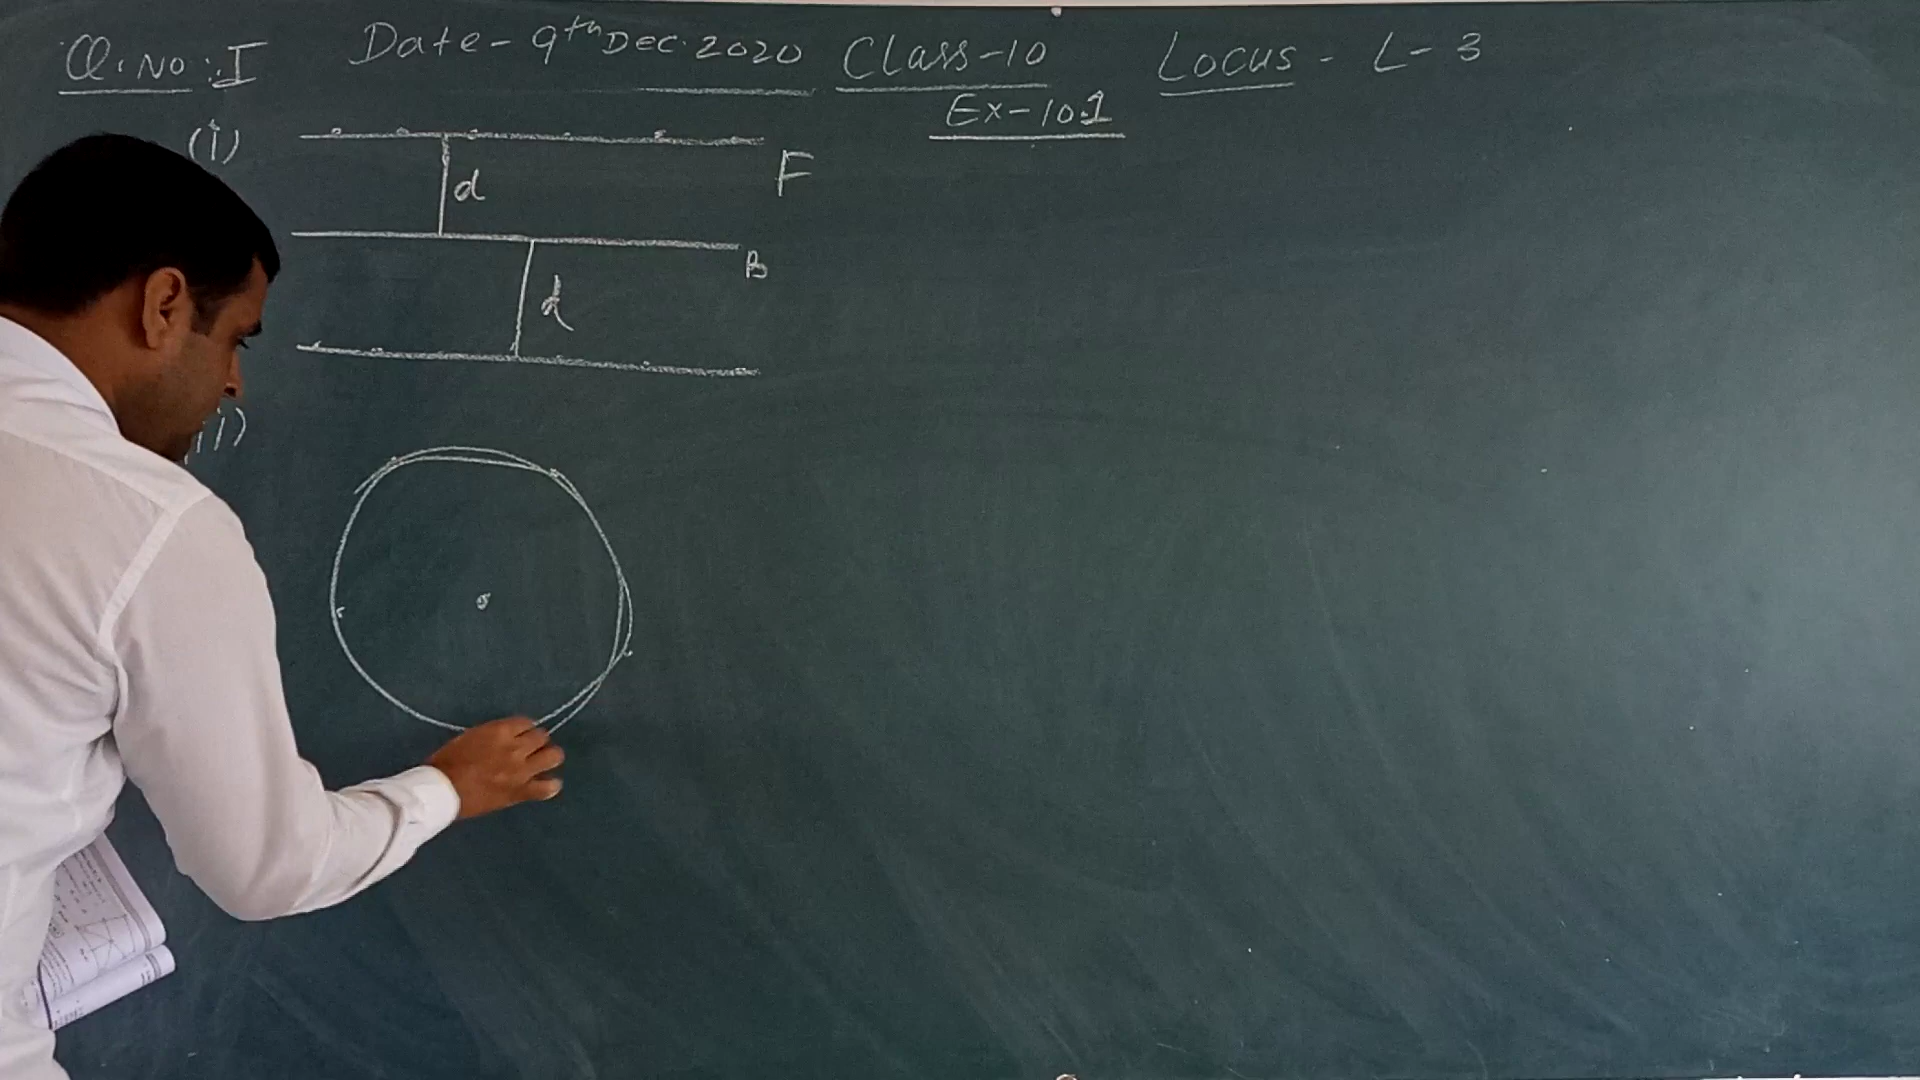 Q.No:I Date-9th Dec.2020 Class-10 Locus-L-3
Ex-10.1
(i)
F
d
B
d
ii)